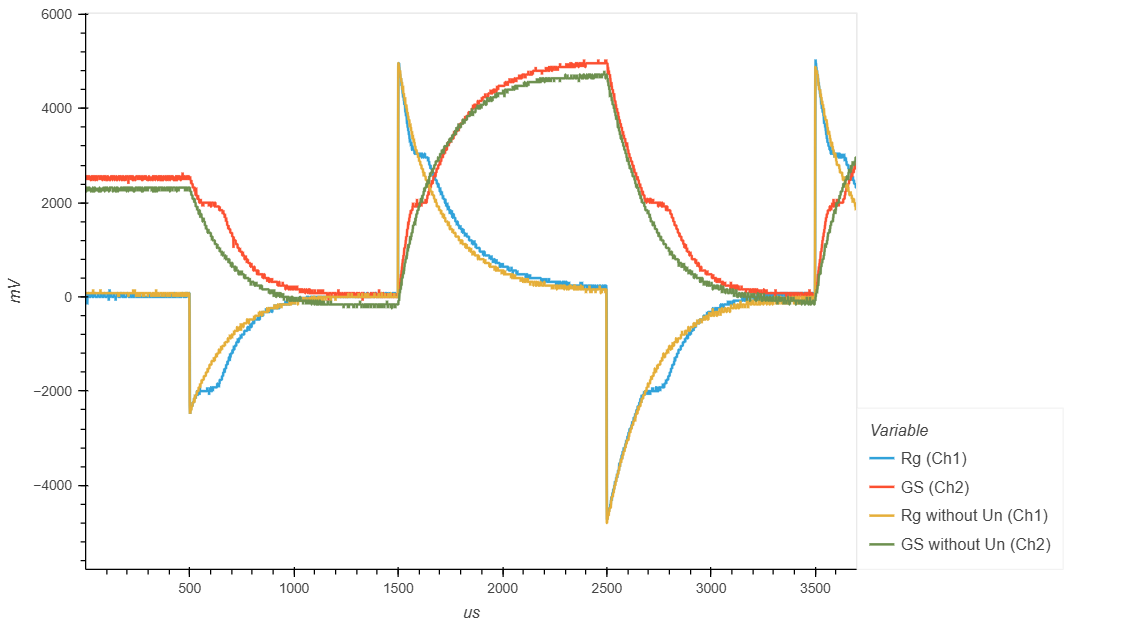 6000
4000
2000
0
−2000
−4000
mV
500
1000
1500
2000
2500
3000
3500
us
Variable
Rg (Ch1)
GS (Ch2)
Rg without Un (Ch1)
GS without Un (Ch2)